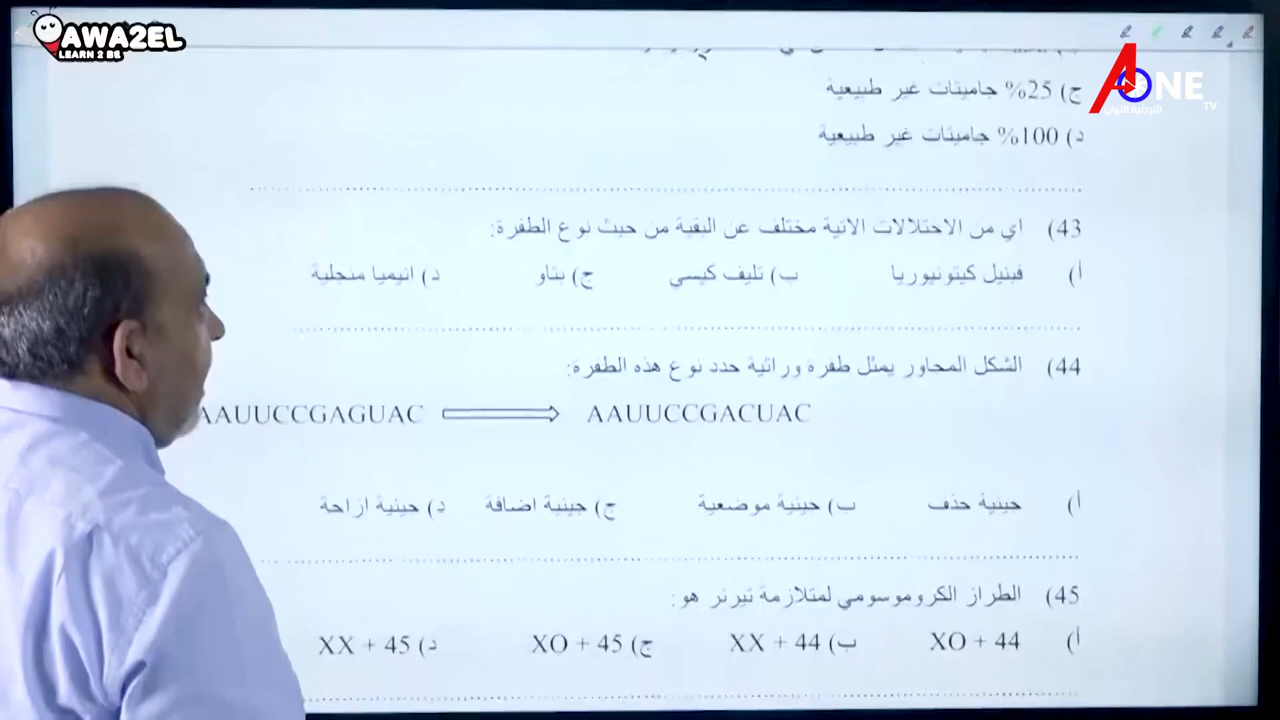 AWA2EL
LEARN 2 BE
A ONE TV
الأردنية الأولى
ج) 25% جاميتات غير طبيعية
د) 100% جاميتات غير طبيعية
43) اي من الاختلالات الاتية مختلف عن البقية من حيث نوع الطفرة:
أ) فينيل كيتونيوريا ب) تليف كيسي ج) بتاو د) انيميا منجلية
44) الشكل المجاور يمثل طفرة وراثية حدد نوع هذه الطفرة:
AAUUCCGAGUAC ⟹ AAUUCCGACUAC
أ) جينية حذف ب) جينية موضعية ج) جينية اضافة د) جينية ازاحة
45) الطراز الكروموسومي لمتلازمة تيرنر هو:
أ) XO + 44 ب) XX + 44 ج) XO + 45 د) XX + 45